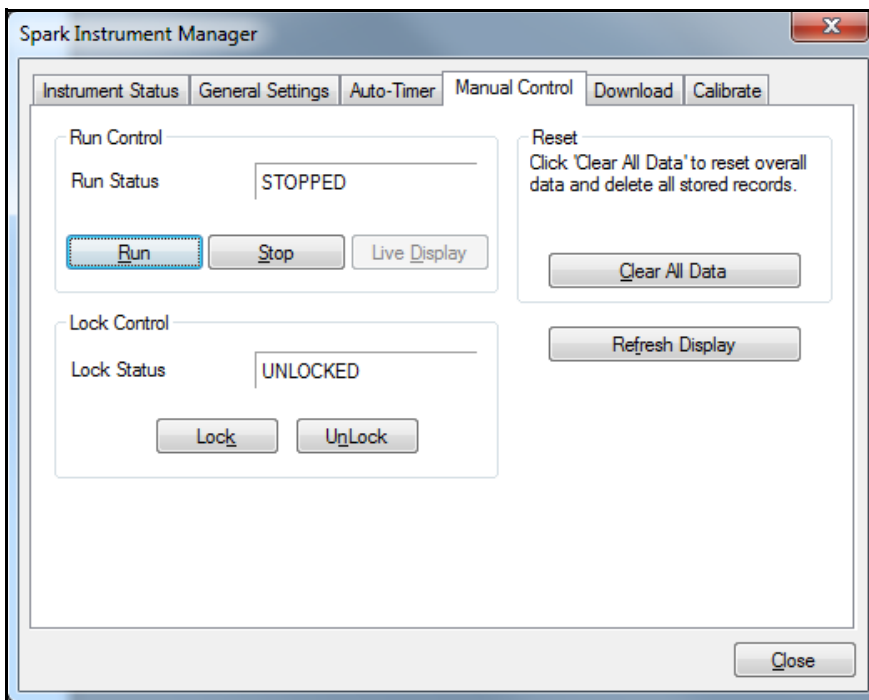 Spark Instrument Manager
Instrument Status General Settings Auto-Timer Manual Control Download Calibrate
Run Control
Run Status STOPPED
Run Stop Live Display
Lock Control
Lock Status UNLOCKED
Lock UnLock
Reset
Click 'Clear All Data' to reset overall
data and delete all stored records.
Clear All Data
Refresh Display
Close